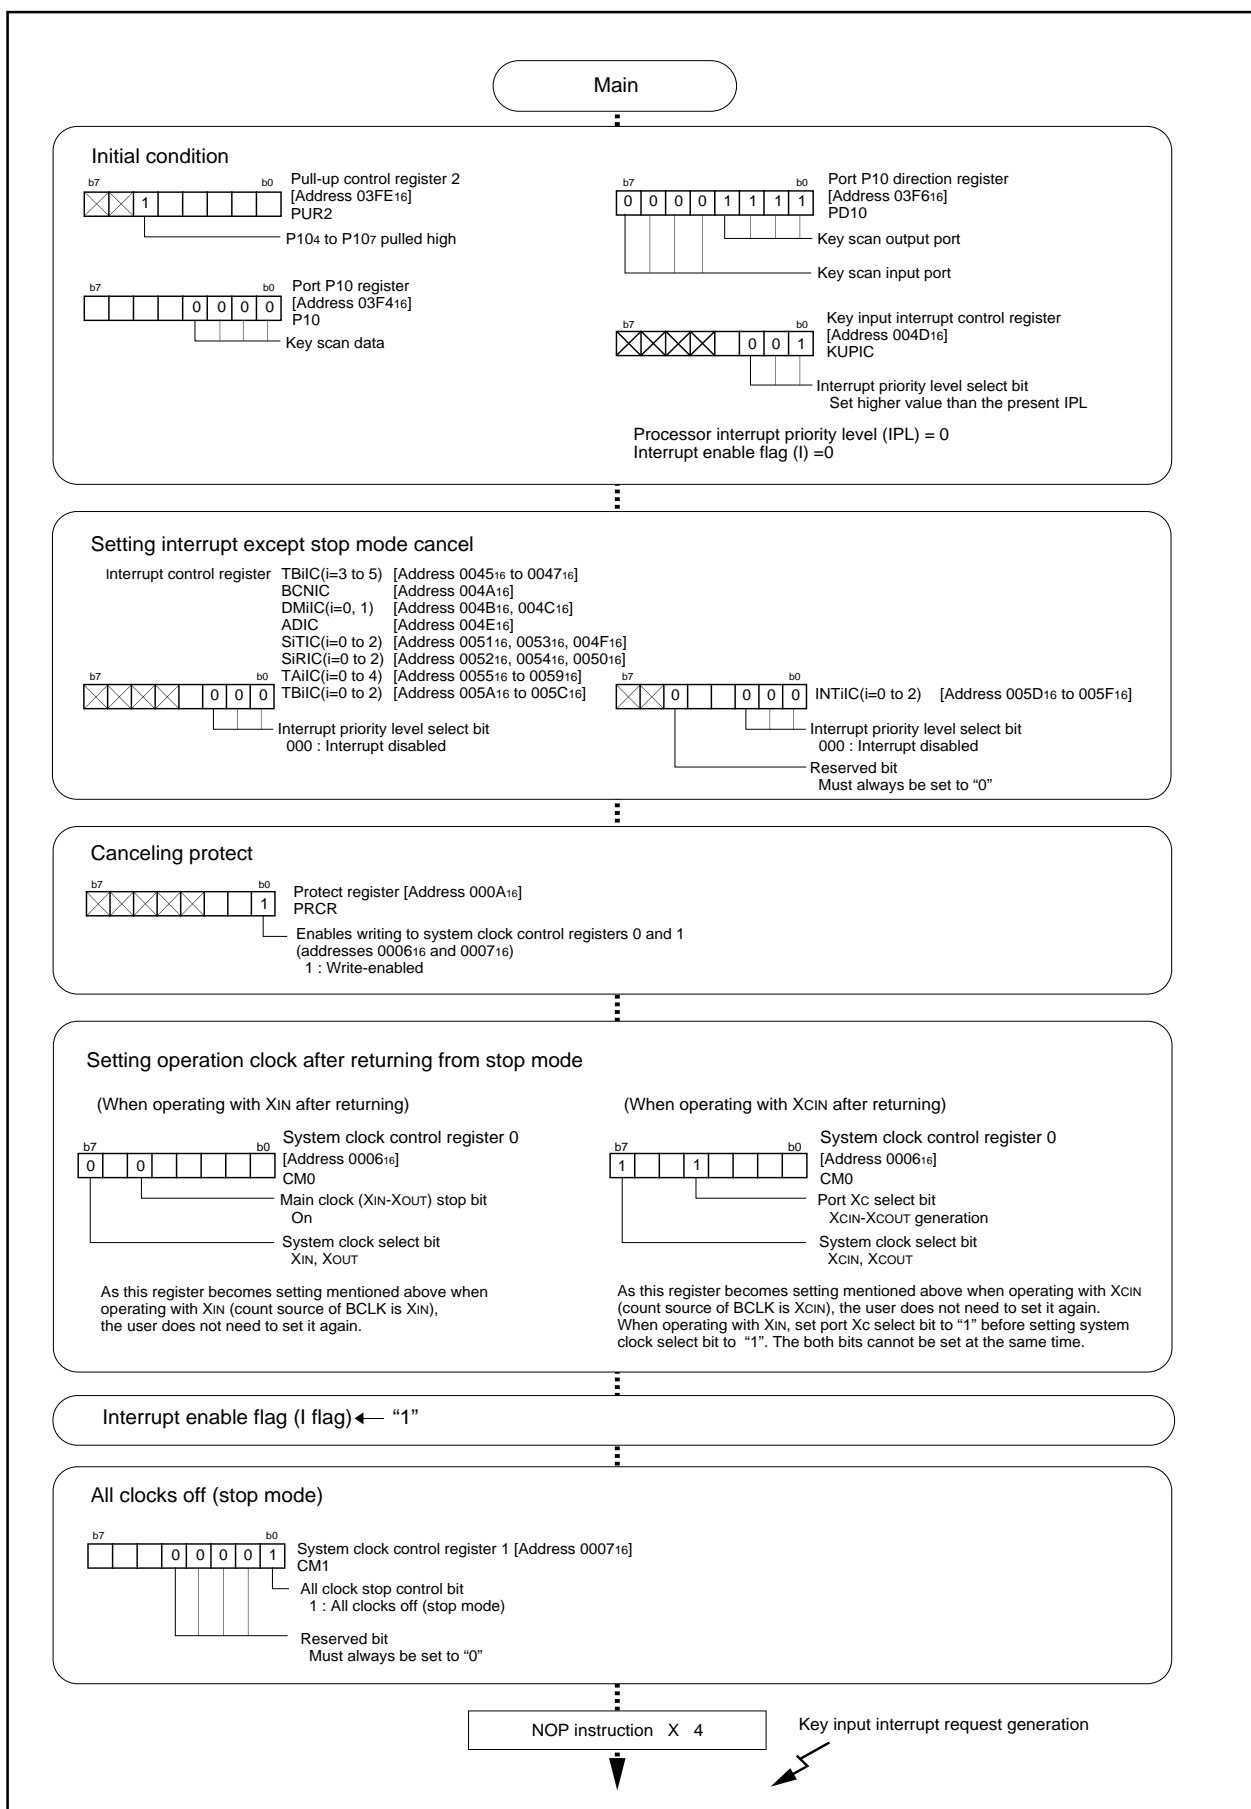 Main
Initial condition
b7 b0
1
Pull-up control register 2
[Address 03FE16]
PUR2
P104 to P107 pulled high
b7 b0
0 0 0 0
Port P10 register
[Address 03F416]
P10
Key scan data
b7 b0
0 0 0 0 1 1 1 1
Port P10 direction register
[Address 03F616]
PD10
Key scan output port
Key scan input port
b7 b0
0 0 1
Key input interrupt control register
[Address 004D16]
KUPIC
Interrupt priority level select bit
Set higher value than the present IPL
Processor interrupt priority level (IPL) = 0
Interrupt enable flag (I) =0
Setting interrupt except stop mode cancel
Interrupt control register TBiIC(i=3 to 5) [Address 004516 to 004716]
BCNIC [Address 004A16]
DMiIC(i=0, 1) [Address 004B16, 004C16]
ADIC [Address 004E16]
SiTIC(i=0 to 2) [Address 005116, 005316, 004F16]
SiRIC(i=0 to 2) [Address 005216, 005416, 005016]
TAiIC(i=0 to 4) [Address 005516 to 005916]
TBiIC(i=0 to 2) [Address 005A16 to 005C16]
b7 b0
0 0 0
Interrupt priority level select bit
000 : Interrupt disabled
b7 b0
0 0 0 0
INTiIC(i=0 to 2) [Address 005D16 to 005F16]
Interrupt priority level select bit
000 : Interrupt disabled
Reserved bit
Must always be set to “0”
Canceling protect
b7 b0
1
Protect register [Address 000A16]
PRCR
Enables writing to system clock control registers 0 and 1
(addresses 000616 and 000716)
1 : Write-enabled
Setting operation clock after returning from stop mode
(When operating with XIN after returning)
b7 b0
0 0
System clock control register 0
[Address 000616]
CM0
Main clock (XIN-XOUT) stop bit
On
System clock select bit
XIN, XOUT
As this register becomes setting mentioned above when
operating with XIN (count source of BCLK is XIN),
the user does not need to set it again.
(When operating with XCIN after returning)
b7 b0
1 1
System clock control register 0
[Address 000616]
CM0
Port XC select bit
XCIN-XCOUT generation
System clock select bit
XCIN, XCOUT
As this register becomes setting mentioned above when operating with XCIN
(count source of BCLK is XCIN), the user does not need to set it again.
When operating with XIN, set port Xc select bit to “1” before setting system
clock select bit to “1”. The both bits cannot be set at the same time.
Interrupt enable flag (I flag) ← “1”
All clocks off (stop mode)
b7 b0
0 0 0 0 1
System clock control register 1 [Address 000716]
CM1
All clock stop control bit
1 : All clocks off (stop mode)
Reserved bit
Must always be set to “0”
NOP instruction X 4
Key input interrupt request generation